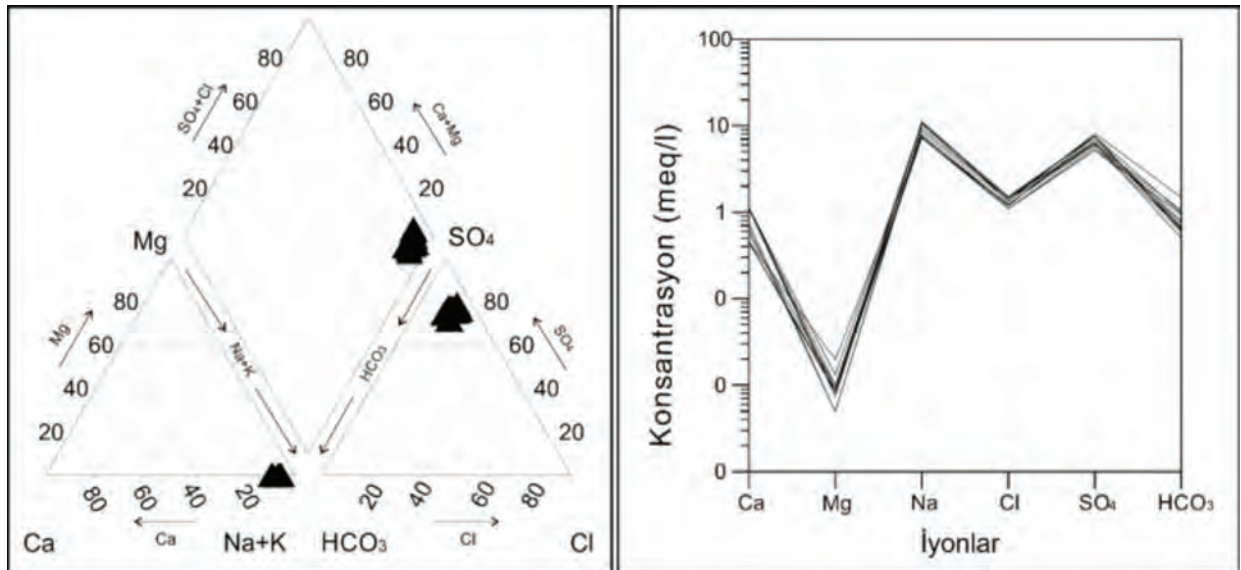 80 80
60 60
40 40
20 20
SO₄+Cl
Ca+Mg
Mg SO₄
80 80
60 60
40 40
20 20
Mg
Na+K
HCO₃
SO₄
80 60 40 20
20 40 60 80
Ca Ca Na+K HCO₃ Cl Cl
Konsantrasyon (meq/l)
100
10
1
0
0
0
Ca Mg Na Cl SO₄ HCO₃
İyonlar